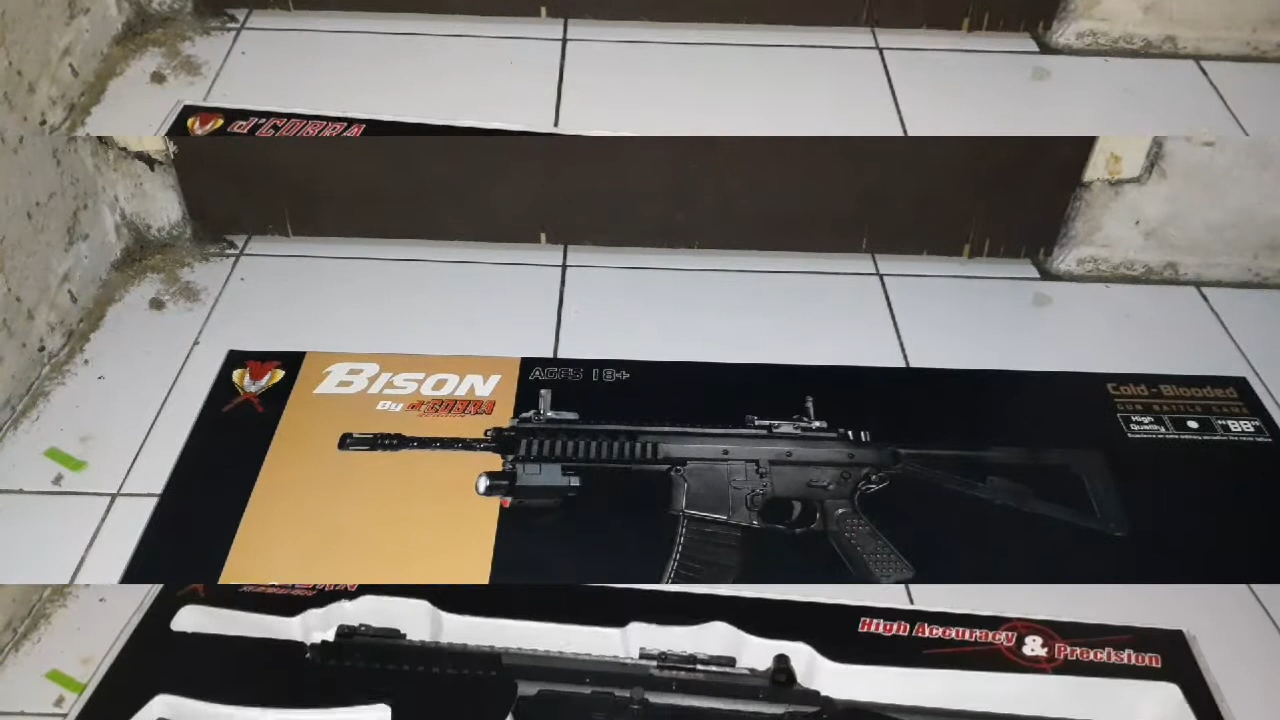 d'COBRA
BISON
By d'COBRA
AGES 18+
Cold-Blooded
GUN BATTLE GAME
High
Quality
"BB"
High Accuracy
&
Precision